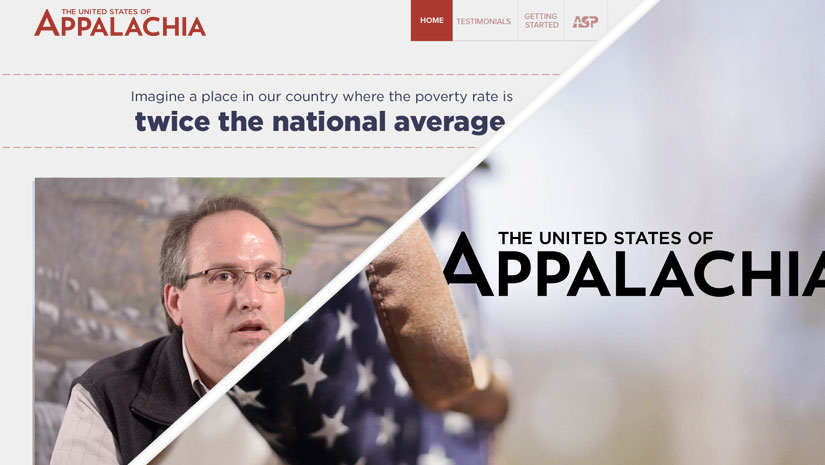 THE UNITED STATES OF
APPALACHIA
HOME
TESTIMONIALS
GETTING
STARTED
ASP
Imagine a place in our country where the poverty rate is
twice the national average
THE UNITED STATES OF
APPALACHIA